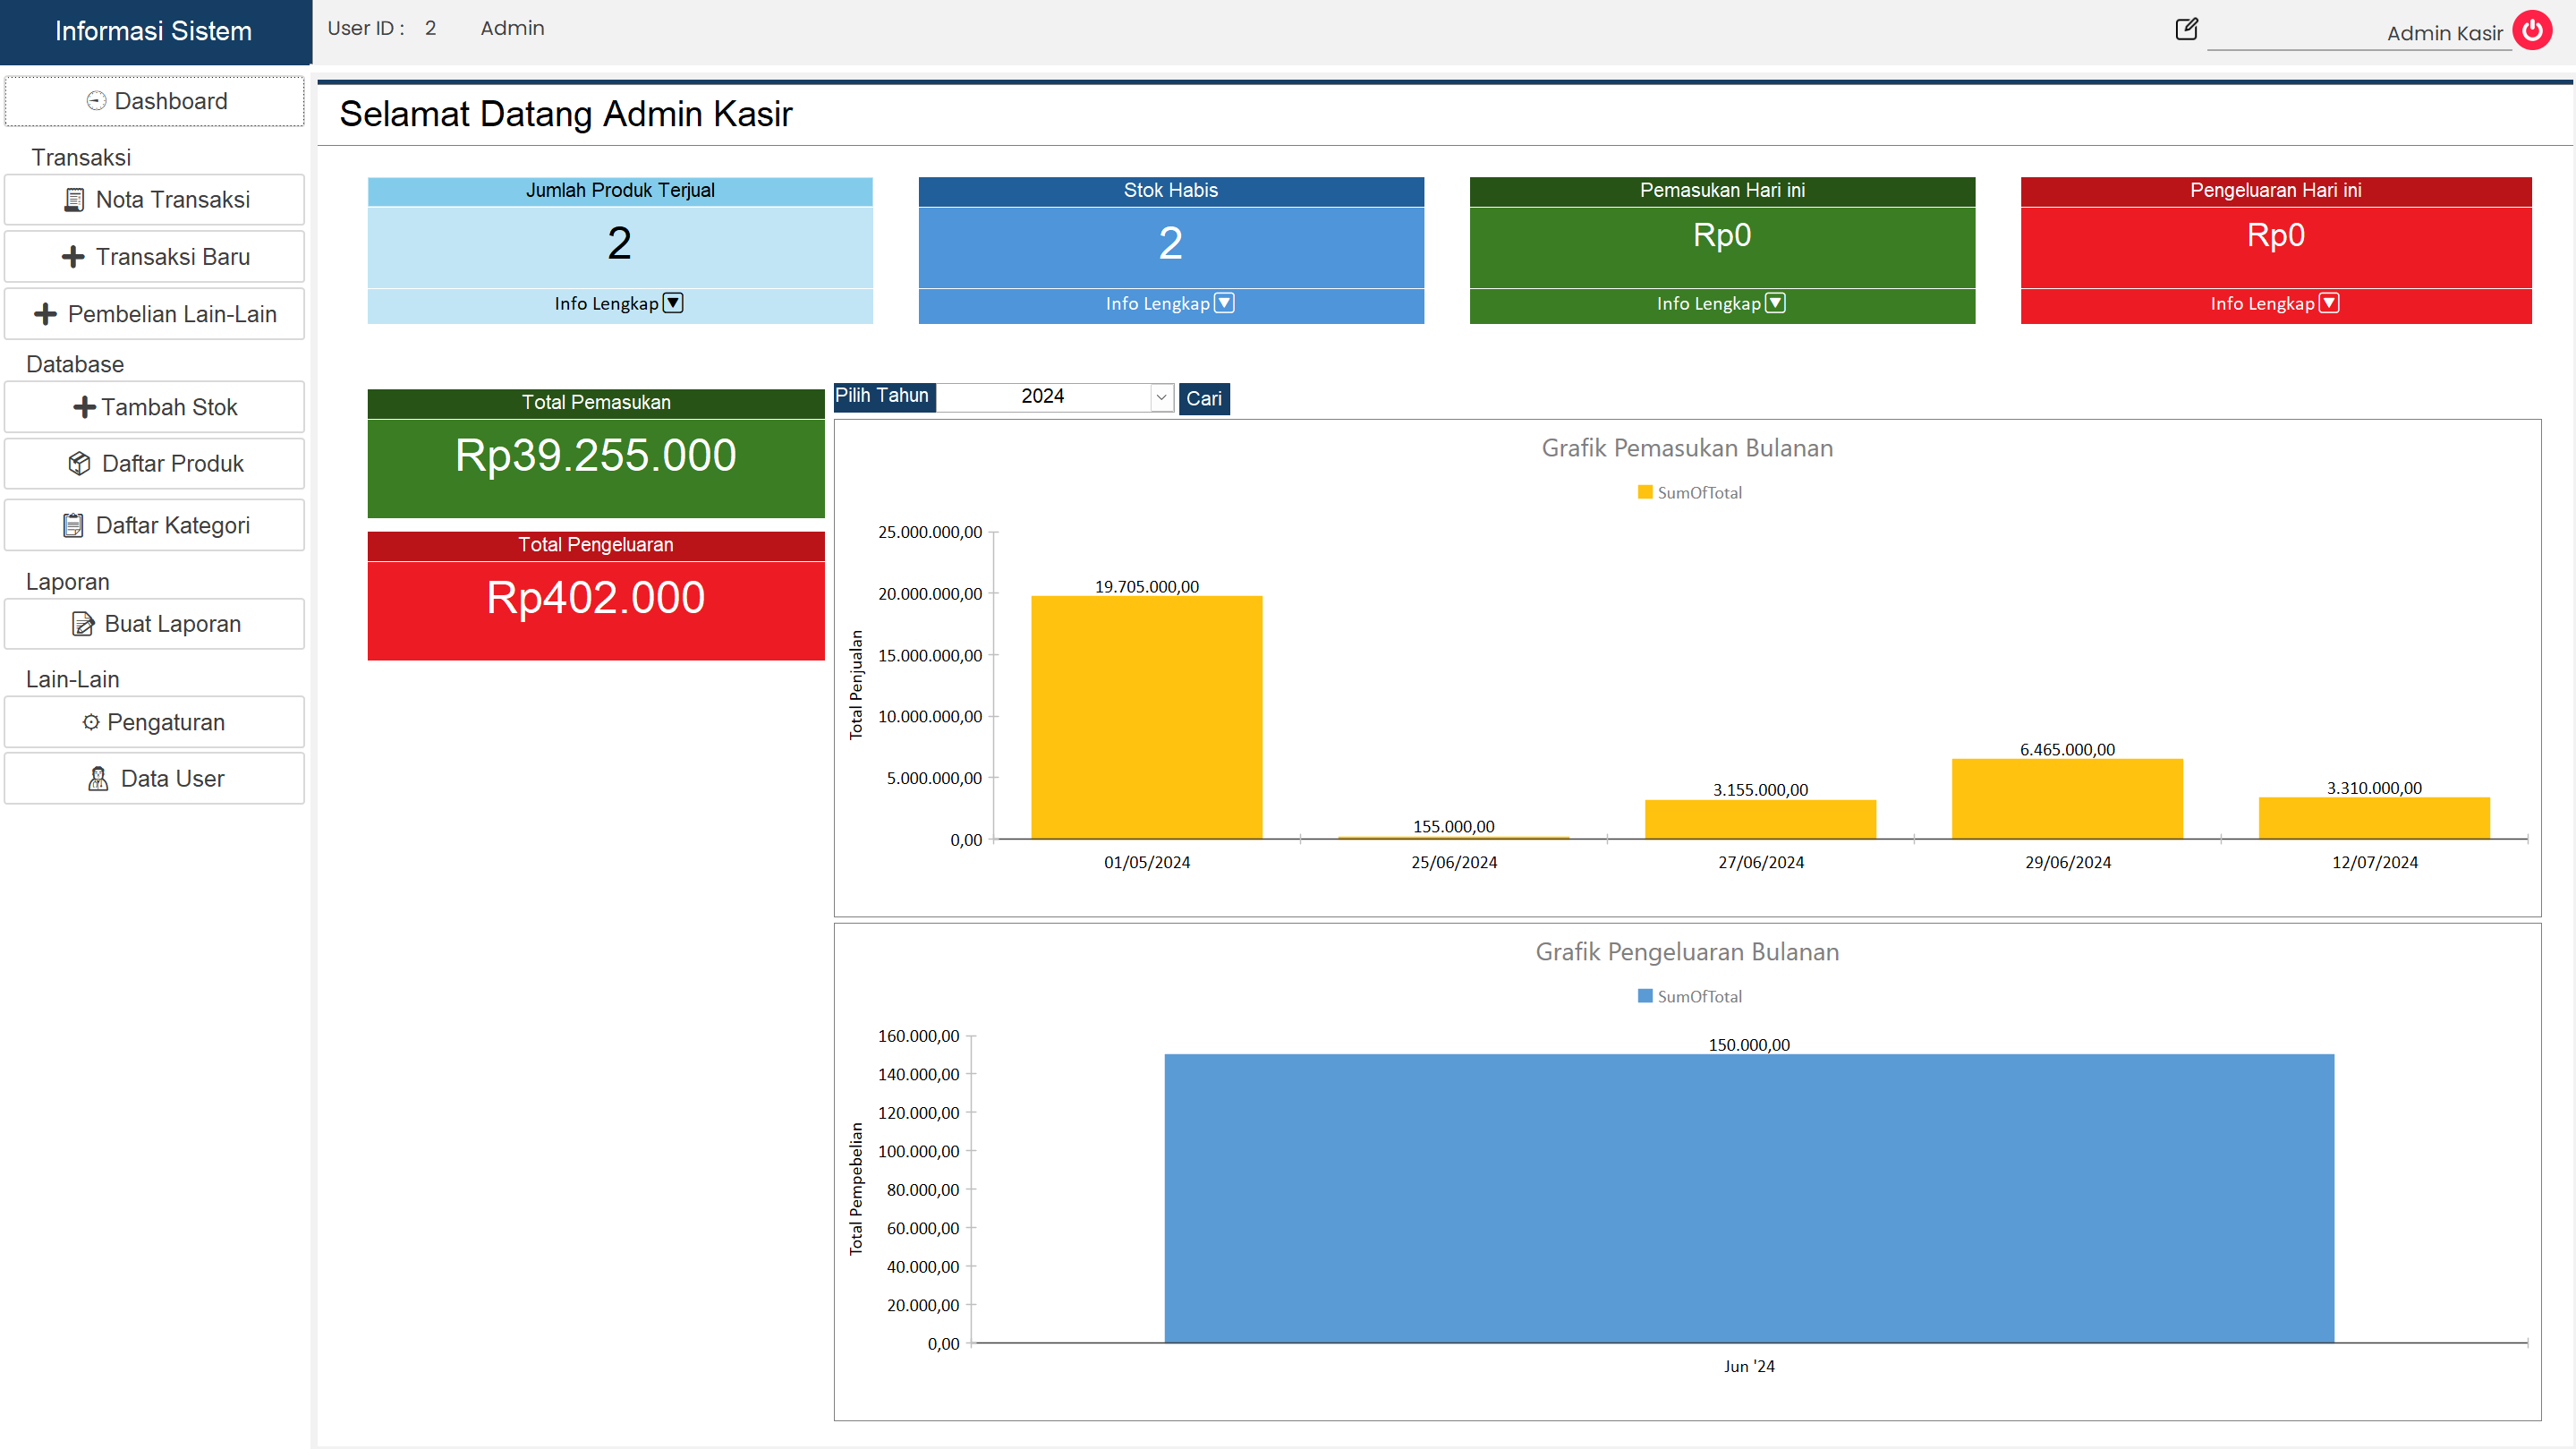 Informasi Sistem
User ID : 2 Admin
Admin Kasir
Dashboard
Transaksi
Nota Transaksi
Transaksi Baru
Pembelian Lain-Lain
Database
Tambah Stok
Daftar Produk
Daftar Kategori
Laporan
Buat Laporan
Lain-Lain
Pengaturan
Data User
Selamat Datang Admin Kasir
Jumlah Produk Terjual
2
Info Lengkap
Stok Habis
2
Info Lengkap
Pemasukan Hari ini
Rp0
Info Lengkap
Pengeluaran Hari ini
Rp0
Info Lengkap
Total Pemasukan
Rp39.255.000
Total Pengeluaran
Rp402.000
Pilih Tahun 2024 Cari
Grafik Pemasukan Bulanan
SumOfTotal
Total Penjualan
25.000.000,00
20.000.000,00
15.000.000,00
10.000.000,00
5.000.000,00
0,00
19.705.000,00
155.000,00
3.155.000,00
6.465.000,00
3.310.000,00
01/05/2024 25/06/2024 27/06/2024 29/06/2024 12/07/2024
Grafik Pengeluaran Bulanan
SumOfTotal
Total Pempebelian
160.000,00
140.000,00
120.000,00
100.000,00
80.000,00
60.000,00
40.000,00
20.000,00
0,00
150.000,00
Jun '24